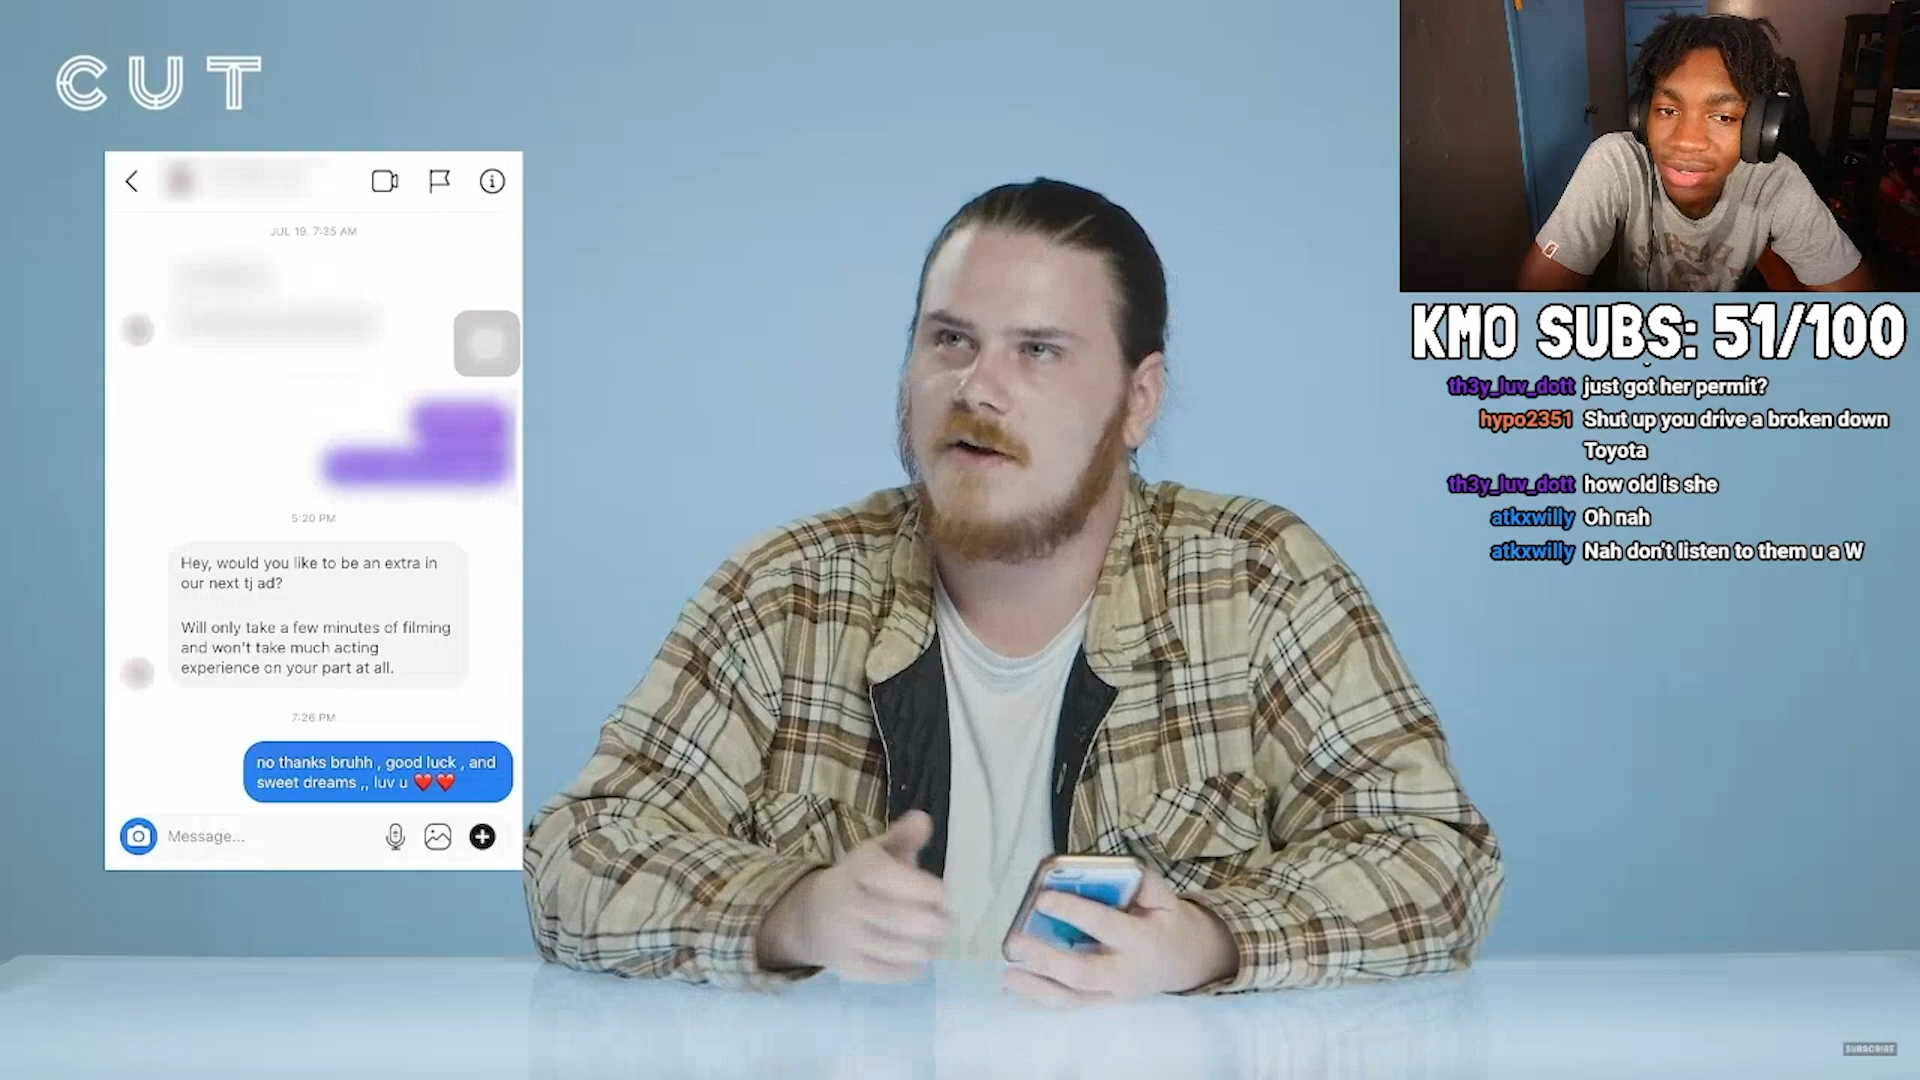 CUT
JUL 19, 7:35 AM
5:20 PM
Hey, would you like to be an extra in
our next tj ad?
Will only take a few minutes of filming
and won't take much acting
experience on your part at all.
7:26 PM
no thanks bruhh , good luck , and
sweet dreams ,, luv u ❤️❤️
Message...
KMO SUBS: 51/100
th3y_luv_dott just got her permit?
hypo2351 Shut up you drive a broken down
Toyota
th3y_luv_dott how old is she
atkxwilly Oh nah
atkxwilly Nah don't listen to them u a W
SUBSCRIBE